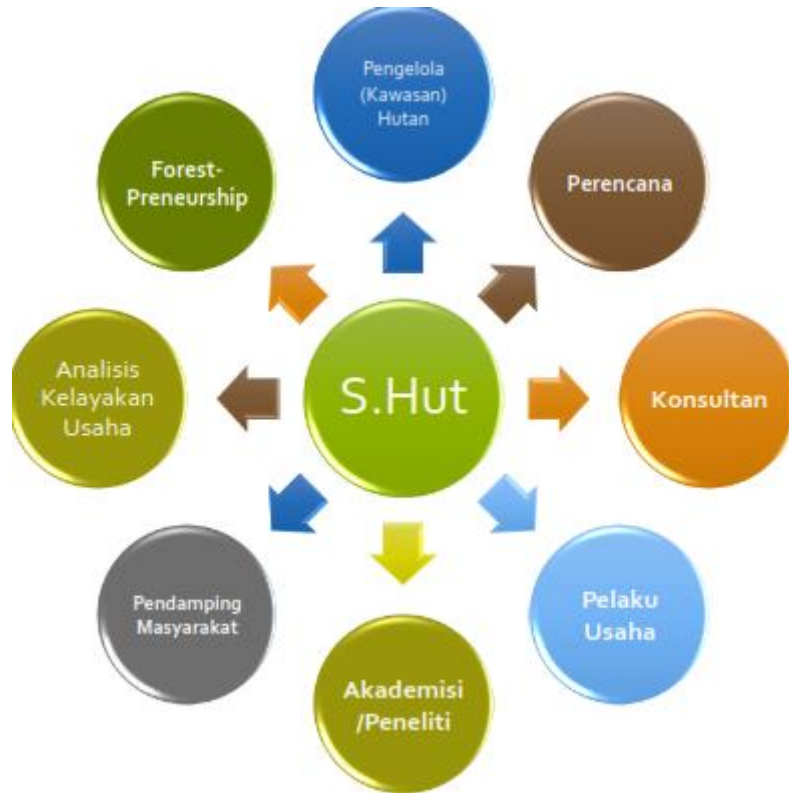 Pengelola
(Kawasan)
Hutan
Perencana
Konsultan
Pelaku
Usaha
Akademisi
/Peneliti
Pendamping
Masyarakat
Analisis
Kelayakan
Usaha
Forest-
Preneurship
S.Hut